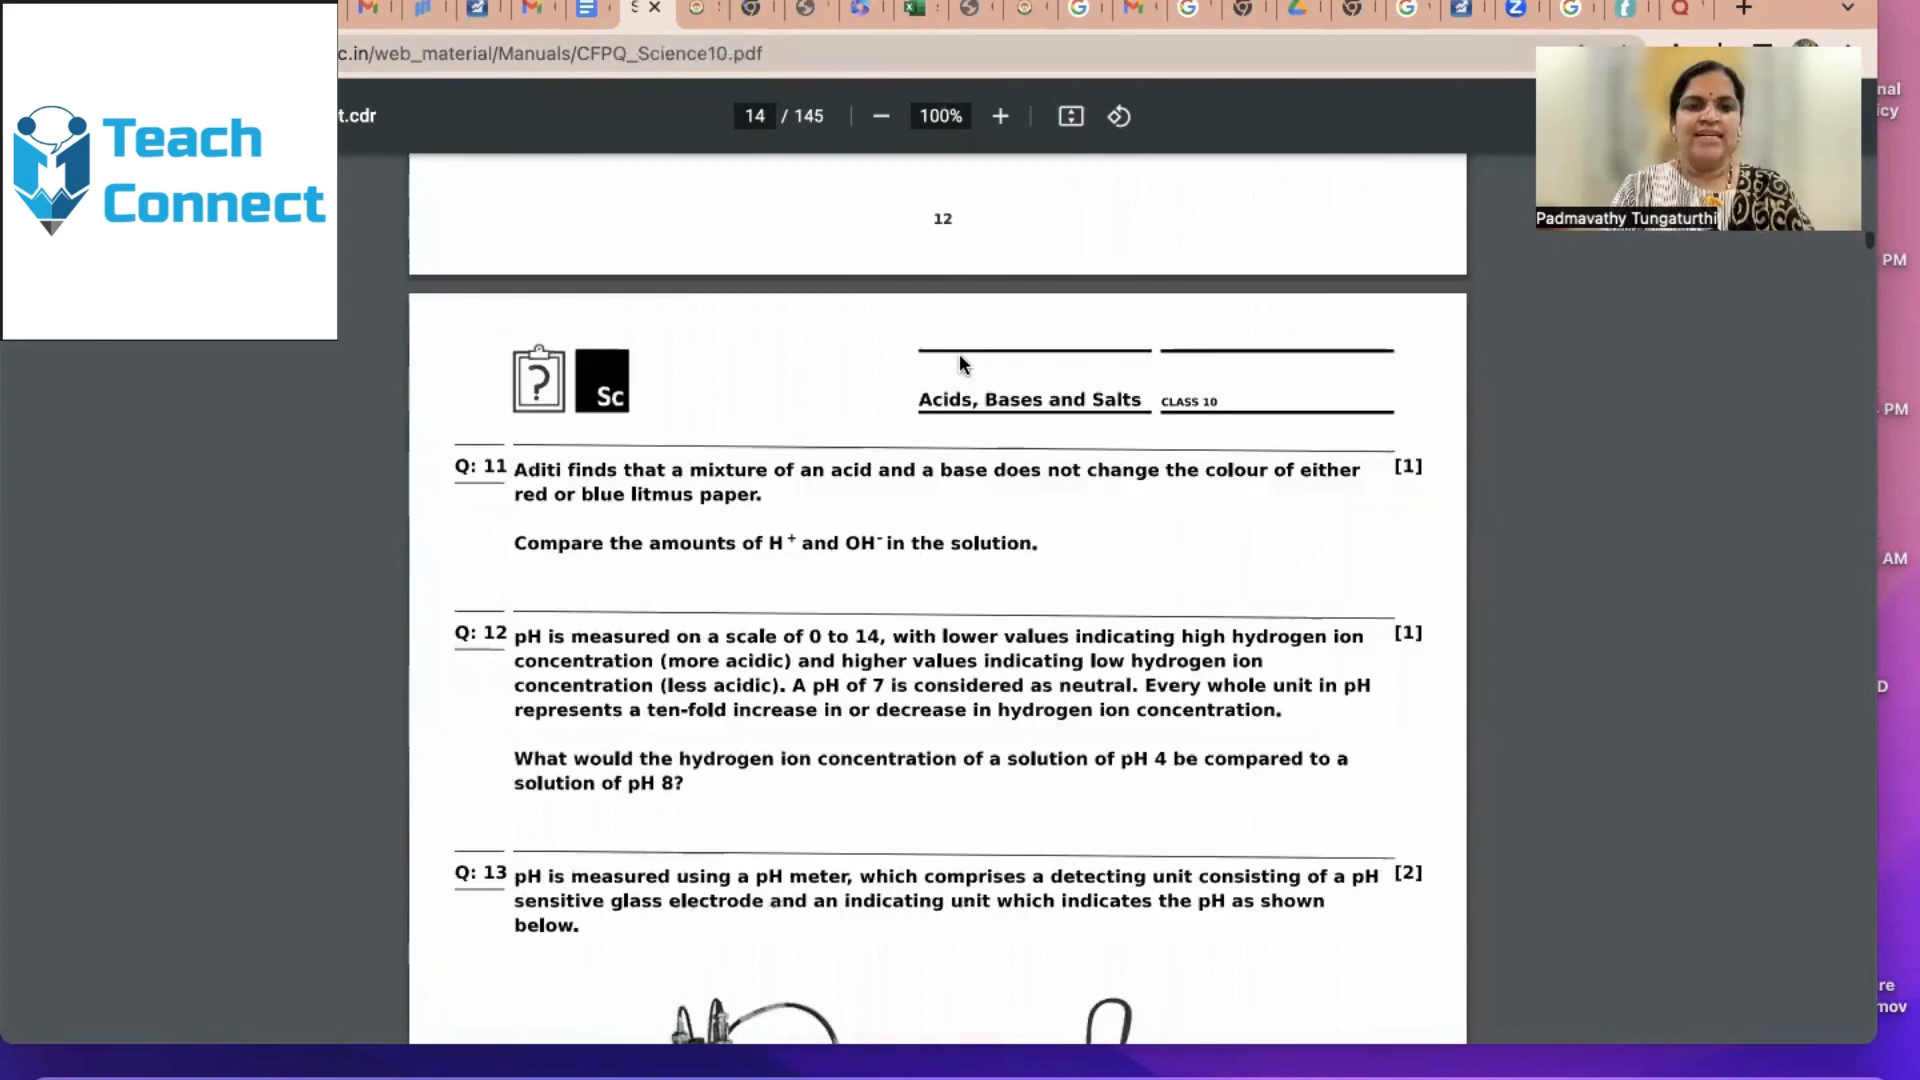 c.in/web_material/Manuals/CFPQ_Science10.pdf
Teach
Connect
t.cdr
14 / 145
100%
Padmavathy Tungaturthi
nal
icy
PM
PM
AM
D
re
mov
12
?
Sc
Acids, Bases and Salts CLASS 10
Q: 11 Aditi finds that a mixture of an acid and a base does not change the colour of either [1]
red or blue litmus paper.
Compare the amounts of H+ and OH- in the solution.
Q: 12 pH is measured on a scale of 0 to 14, with lower values indicating high hydrogen ion [1]
concentration (more acidic) and higher values indicating low hydrogen ion
concentration (less acidic). A pH of 7 is considered as neutral. Every whole unit in pH
represents a ten-fold increase in or decrease in hydrogen ion concentration.
What would the hydrogen ion concentration of a solution of pH 4 be compared to a
solution of pH 8?
Q: 13 pH is measured using a pH meter, which comprises a detecting unit consisting of a pH [2]
sensitive glass electrode and an indicating unit which indicates the pH as shown
below.